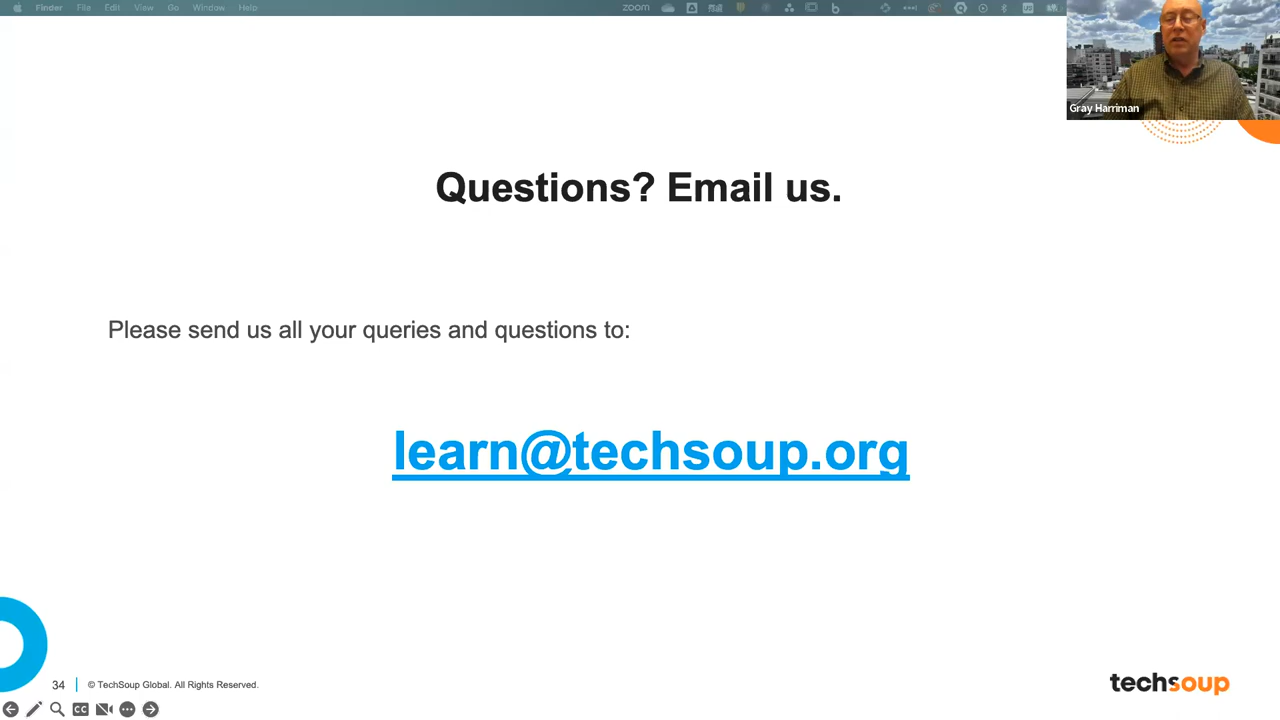 Finder File Edit View Go Window Help
zoom
Gray Harriman
Questions? Email us.
Please send us all your queries and questions to:
learn@techsoup.org
34
© TechSoup Global. All Rights Reserved.
techsoup
CC